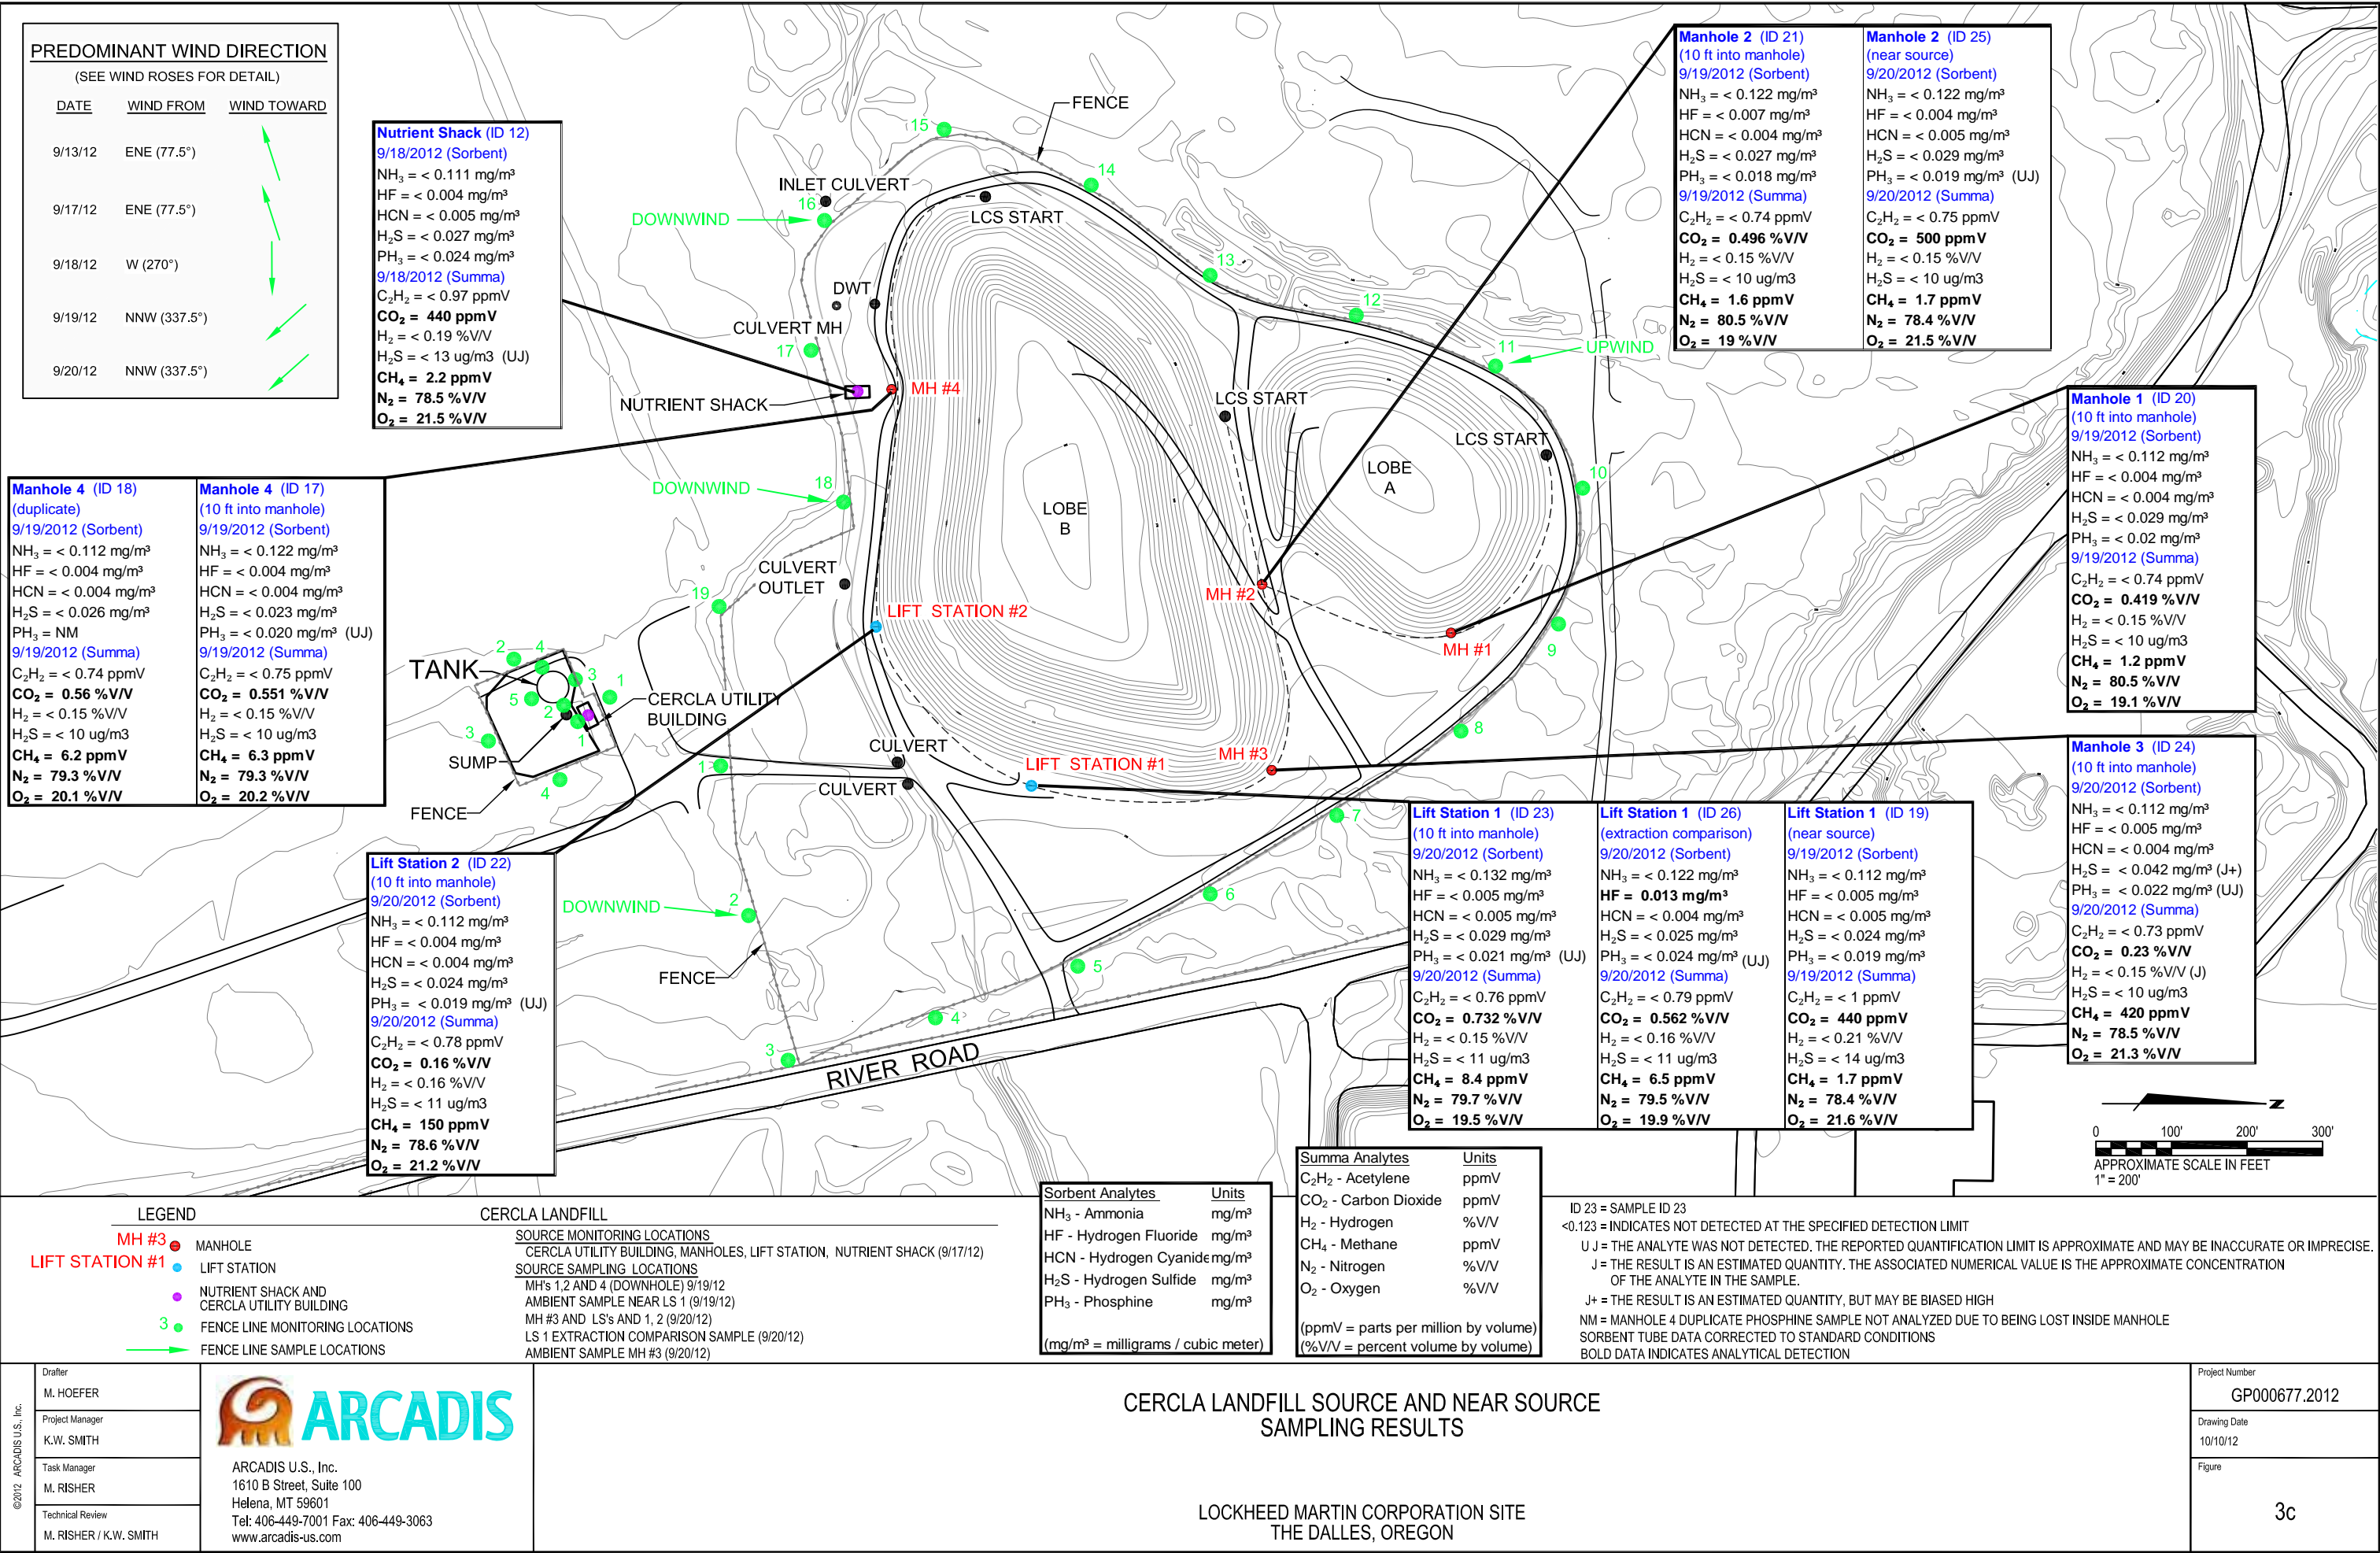 PREDOMINANT WIND DIRECTION
(SEE WIND ROSES FOR DETAIL)
DATE WIND FROM WIND TOWARD
9/13/12 ENE (77.5°)
9/17/12 ENE (77.5°)
9/18/12 W (270°)
9/19/12 NNW (337.5°)
9/20/12 NNW (337.5°)
Nutrient Shack (ID 12)
9/18/2012 (Sorbent)
NH₃ = < 0.111 mg/m³
HF = < 0.004 mg/m³
HCN = < 0.005 mg/m³
H₂S = < 0.027 mg/m³
PH₃ = < 0.024 mg/m³
9/18/2012 (Summa)
C₂H₂ = < 0.97 ppmV
CO₂ = 440 ppmV
H₂ = < 0.19 %V/V
H₂S = < 13 ug/m3 (UJ)
CH₄ = 2.2 ppmV
N₂ = 78.5 %V/V
O₂ = 21.5 %V/V
Manhole 2 (ID 21)
(10 ft into manhole)
9/19/2012 (Sorbent)
NH₃ = < 0.122 mg/m³
HF = < 0.007 mg/m³
HCN = < 0.004 mg/m³
H₂S = < 0.027 mg/m³
PH₃ = < 0.018 mg/m³
9/19/2012 (Summa)
C₂H₂ = < 0.74 ppmV
CO₂ = 0.496 %V/V
H₂ = < 0.15 %V/V
H₂S = < 10 ug/m3
CH₄ = 1.6 ppmV
N₂ = 80.5 %V/V
O₂ = 19 %V/V
Manhole 2 (ID 25)
(near source)
9/20/2012 (Sorbent)
NH₃ = < 0.122 mg/m³
HF = < 0.004 mg/m³
HCN = < 0.005 mg/m³
H₂S = < 0.029 mg/m³
PH₃ = < 0.019 mg/m³ (UJ)
9/20/2012 (Summa)
C₂H₂ = < 0.75 ppmV
CO₂ = 500 ppmV
H₂ = < 0.15 %V/V
H₂S = < 10 ug/m3
CH₄ = 1.7 ppmV
N₂ = 78.4 %V/V
O₂ = 21.5 %V/V
Manhole 1 (ID 20)
(10 ft into manhole)
9/19/2012 (Sorbent)
NH₃ = < 0.112 mg/m³
HF = < 0.004 mg/m³
HCN = < 0.004 mg/m³
H₂S = < 0.029 mg/m³
PH₃ = < 0.02 mg/m³
9/19/2012 (Summa)
C₂H₂ = < 0.74 ppmV
CO₂ = 0.419 %V/V
H₂ = < 0.15 %V/V
H₂S = < 10 ug/m3
CH₄ = 1.2 ppmV
N₂ = 80.5 %V/V
O₂ = 19.1 %V/V
Manhole 4 (ID 18)
(duplicate)
9/19/2012 (Sorbent)
NH₃ = < 0.112 mg/m³
HF = < 0.004 mg/m³
HCN = < 0.004 mg/m³
H₂S = < 0.026 mg/m³
PH₃ = NM
9/19/2012 (Summa)
C₂H₂ = < 0.74 ppmV
CO₂ = 0.56 %V/V
H₂ = < 0.15 %V/V
H₂S = < 10 ug/m3
CH₄ = 6.2 ppmV
N₂ = 79.3 %V/V
O₂ = 20.1 %V/V
Manhole 4 (ID 17)
(10 ft into manhole)
9/19/2012 (Sorbent)
NH₃ = < 0.122 mg/m³
HF = < 0.004 mg/m³
HCN = < 0.004 mg/m³
H₂S = < 0.023 mg/m³
PH₃ = < 0.020 mg/m³ (UJ)
9/19/2012 (Summa)
C₂H₂ = < 0.75 ppmV
CO₂ = 0.551 %V/V
H₂ = < 0.15 %V/V
H₂S = < 10 ug/m3
CH₄ = 6.3 ppmV
N₂ = 79.3 %V/V
O₂ = 20.2 %V/V
Manhole 3 (ID 24)
(10 ft into manhole)
9/20/2012 (Sorbent)
NH₃ = < 0.112 mg/m³
HF = < 0.005 mg/m³
HCN = < 0.004 mg/m³
H₂S = < 0.042 mg/m³ (J+)
PH₃ = < 0.022 mg/m³ (UJ)
9/20/2012 (Summa)
C₂H₂ = < 0.73 ppmV
CO₂ = 0.23 %V/V
H₂ = < 0.15 %V/V (J)
H₂S = < 10 ug/m3
CH₄ = 420 ppmV
N₂ = 78.5 %V/V
O₂ = 21.3 %V/V
Lift Station 2 (ID 22)
(10 ft into manhole)
9/20/2012 (Sorbent)
NH₃ = < 0.112 mg/m³
HF = < 0.004 mg/m³
HCN = < 0.004 mg/m³
H₂S = < 0.024 mg/m³
PH₃ = < 0.019 mg/m³ (UJ)
9/20/2012 (Summa)
C₂H₂ = < 0.78 ppmV
CO₂ = 0.16 %V/V
H₂ = < 0.16 %V/V
H₂S = < 11 ug/m3
CH₄ = 150 ppmV
N₂ = 78.6 %V/V
O₂ = 21.2 %V/V
Lift Station 1 (ID 23)
(10 ft into manhole)
9/20/2012 (Sorbent)
NH₃ = < 0.132 mg/m³
HF = < 0.005 mg/m³
HCN = < 0.005 mg/m³
H₂S = < 0.029 mg/m³
PH₃ = < 0.021 mg/m³ (UJ)
9/20/2012 (Summa)
C₂H₂ = < 0.76 ppmV
CO₂ = 0.732 %V/V
H₂ = < 0.15 %V/V
H₂S = < 11 ug/m3
CH₄ = 8.4 ppmV
N₂ = 79.7 %V/V
O₂ = 19.5 %V/V
Lift Station 1 (ID 26)
(extraction comparison)
9/20/2012 (Sorbent)
NH₃ = < 0.122 mg/m³
HF = 0.013 mg/m³
HCN = < 0.004 mg/m³
H₂S = < 0.025 mg/m³
PH₃ = < 0.024 mg/m³ (UJ)
9/20/2012 (Summa)
C₂H₂ = < 0.79 ppmV
CO₂ = 0.562 %V/V
H₂ = < 0.16 %V/V
H₂S = < 11 ug/m3
CH₄ = 6.5 ppmV
N₂ = 79.5 %V/V
O₂ = 19.9 %V/V
Lift Station 1 (ID 19)
(near source)
9/19/2012 (Sorbent)
NH₃ = < 0.112 mg/m³
HF = < 0.005 mg/m³
HCN = < 0.005 mg/m³
H₂S = < 0.024 mg/m³
PH₃ = < 0.019 mg/m³
9/19/2012 (Summa)
C₂H₂ = < 1 ppmV
CO₂ = 440 ppmV
H₂ = < 0.21 %V/V
H₂S = < 14 ug/m3
CH₄ = 1.7 ppmV
N₂ = 78.4 %V/V
O₂ = 21.6 %V/V
FENCE
15
14
INLET CULVERT
16
DOWNWIND
LCS START
13
DWT
12
CULVERT MH
17
11
UPWIND
MH #4
NUTRIENT SHACK
LCS START
LCS START
LOBE
A
10
DOWNWIND
18
LOBE
B
CULVERT
OUTLET
MH #2
19
LIFT STATION #2
MH #1
9
TANK
2
4
3
1
5
2
1
3
4
CERCLA UTILITY
BUILDING
SUMP
FENCE
8
CULVERT
MH #3
1
LIFT STATION #1
CULVERT
7
2
DOWNWIND
6
FENCE
5
4
3
RIVER ROAD
Z
0 100' 200' 300'
APPROXIMATE SCALE IN FEET
1" = 200'
LEGEND
MH #3 MANHOLE
LIFT STATION #1 LIFT STATION
NUTRIENT SHACK AND
CERCLA UTILITY BUILDING
3 FENCE LINE MONITORING LOCATIONS
FENCE LINE SAMPLE LOCATIONS
CERCLA LANDFILL
SOURCE MONITORING LOCATIONS
CERCLA UTILITY BUILDING, MANHOLES, LIFT STATION, NUTRIENT SHACK (9/17/12)
SOURCE SAMPLING LOCATIONS
MH's 1,2 AND 4 (DOWNHOLE) 9/19/12
AMBIENT SAMPLE NEAR LS 1 (9/19/12)
MH #3 AND LS's AND 1, 2 (9/20/12)
LS 1 EXTRACTION COMPARISON SAMPLE (9/20/12)
AMBIENT SAMPLE MH #3 (9/20/12)
Sorbent Analytes Units
NH₃ - Ammonia mg/m³
HF - Hydrogen Fluoride mg/m³
HCN - Hydrogen Cyanide mg/m³
H₂S - Hydrogen Sulfide mg/m³
PH₃ - Phosphine mg/m³
(mg/m³ = milligrams / cubic meter)
Summa Analytes Units
C₂H₂ - Acetylene ppmV
CO₂ - Carbon Dioxide ppmV
H₂ - Hydrogen %V/V
CH₄ - Methane ppmV
N₂ - Nitrogen %V/V
O₂ - Oxygen %V/V
(ppmV = parts per million by volume)
(%V/V = percent volume by volume)
ID 23 = SAMPLE ID 23
<0.123 = INDICATES NOT DETECTED AT THE SPECIFIED DETECTION LIMIT
U J = THE ANALYTE WAS NOT DETECTED. THE REPORTED QUANTIFICATION LIMIT IS APPROXIMATE AND MAY BE INACCURATE OR IMPRECISE.
J = THE RESULT IS AN ESTIMATED QUANTITY. THE ASSOCIATED NUMERICAL VALUE IS THE APPROXIMATE CONCENTRATION
OF THE ANALYTE IN THE SAMPLE.
J+ = THE RESULT IS AN ESTIMATED QUANTITY, BUT MAY BE BIASED HIGH
NM = MANHOLE 4 DUPLICATE PHOSPHINE SAMPLE NOT ANALYZED DUE TO BEING LOST INSIDE MANHOLE
SORBENT TUBE DATA CORRECTED TO STANDARD CONDITIONS
BOLD DATA INDICATES ANALYTICAL DETECTION
©2012 ARCADIS U.S., Inc.
Drafter
M. HOEFER
Project Manager
K.W. SMITH
Task Manager
M. RISHER
Technical Review
M. RISHER / K.W. SMITH
ARCADIS
ARCADIS U.S., Inc.
1610 B Street, Suite 100
Helena, MT 59601
Tel: 406-449-7001 Fax: 406-449-3063
www.arcadis-us.com
CERCLA LANDFILL SOURCE AND NEAR SOURCE
SAMPLING RESULTS
LOCKHEED MARTIN CORPORATION SITE
THE DALLES, OREGON
Project Number
GP000677.2012
Drawing Date
10/10/12
Figure
3c